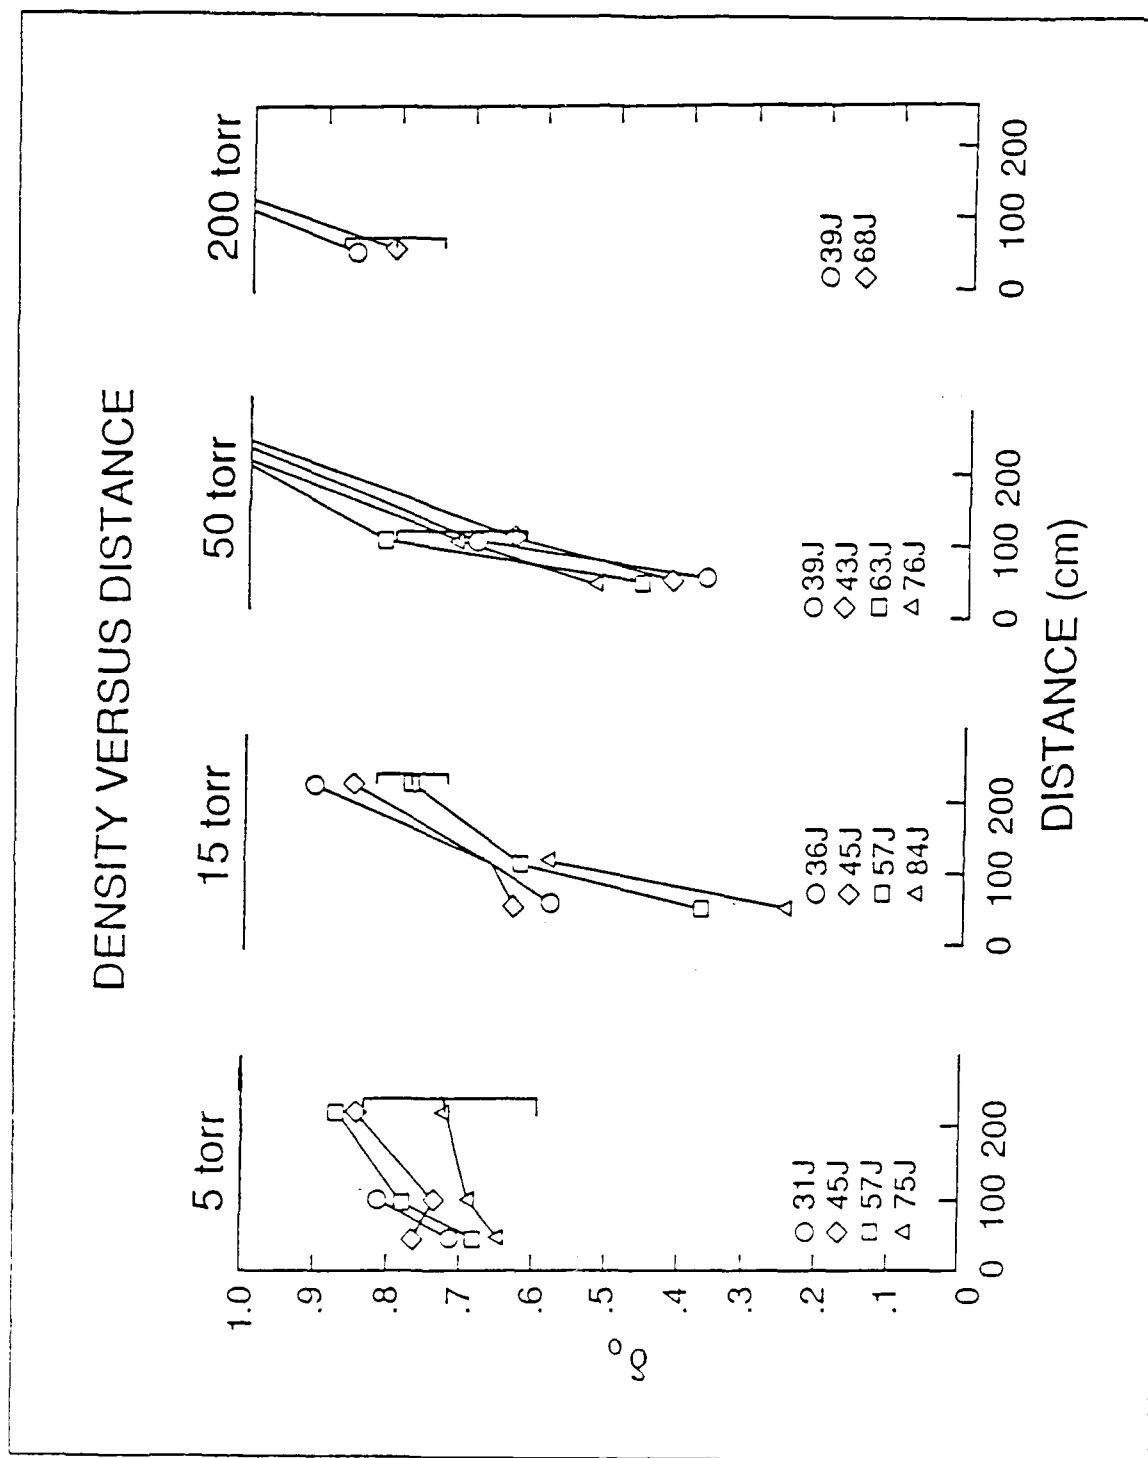 DENSITY VERSUS DISTANCE
5 torr
15 torr
50 torr
200 torr
1.0
.9
.8
.7
.6
.5
.4
.3
.2
.1
0
○31J
◇45J
□57J
△75J
○36J
◇45J
□57J
△84J
○39J
◇43J
□63J
△76J
○39J
◇68J
0 100 200
0 100 200
0 100 200
0 100 200
DISTANCE (cm)